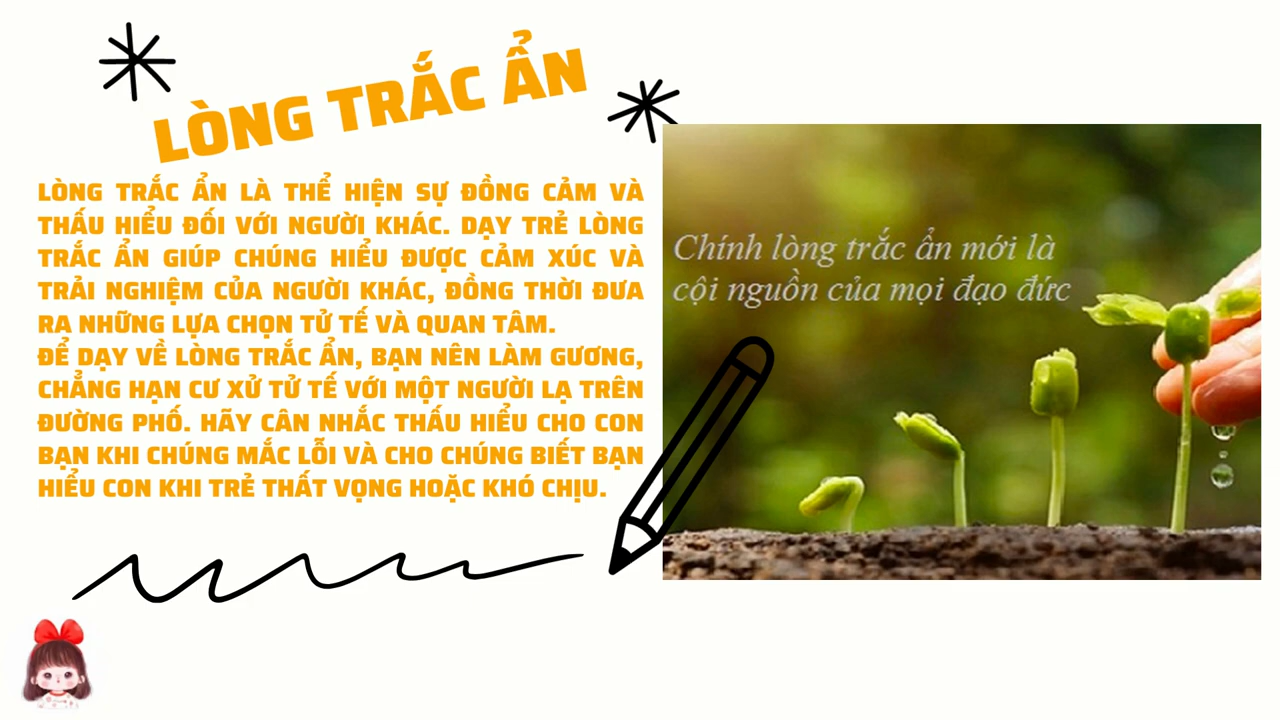 LÒNG TRẮC ẨN
LÒNG TRẮC ẨN LÀ THỂ HIỆN SỰ ĐỒNG CẢM VÀ
THẤU HIỂU ĐỐI VỚI NGƯỜI KHÁC. DẠY TRẺ LÒNG
TRẮC ẨN GIÚP CHÚNG HIỂU ĐƯỢC CẢM XÚC VÀ
TRẢI NGHIỆM CỦA NGƯỜI KHÁC, ĐỒNG THỜI ĐƯA
RA NHỮNG LỰA CHỌN TỬ TẾ VÀ QUAN TÂM.
ĐỂ DẠY VỀ LÒNG TRẮC ẨN, BẠN NÊN LÀM GƯƠNG,
CHẲNG HẠN CƯ XỬ TỬ TẾ VỚI MỘT NGƯỜI LẠ TRÊN
ĐƯỜNG PHỐ. HÃY CÂN NHẮC THẤU HIỂU CHO CON
BẠN KHI CHÚNG MẮC LỖI VÀ CHO CHÚNG BIẾT BẠN
HIỂU CON KHI TRẺ THẤT VỌNG HOẶC KHÓ CHỊU.
Chính lòng trắc ẩn mới là
cội nguồn của mọi đạo đức